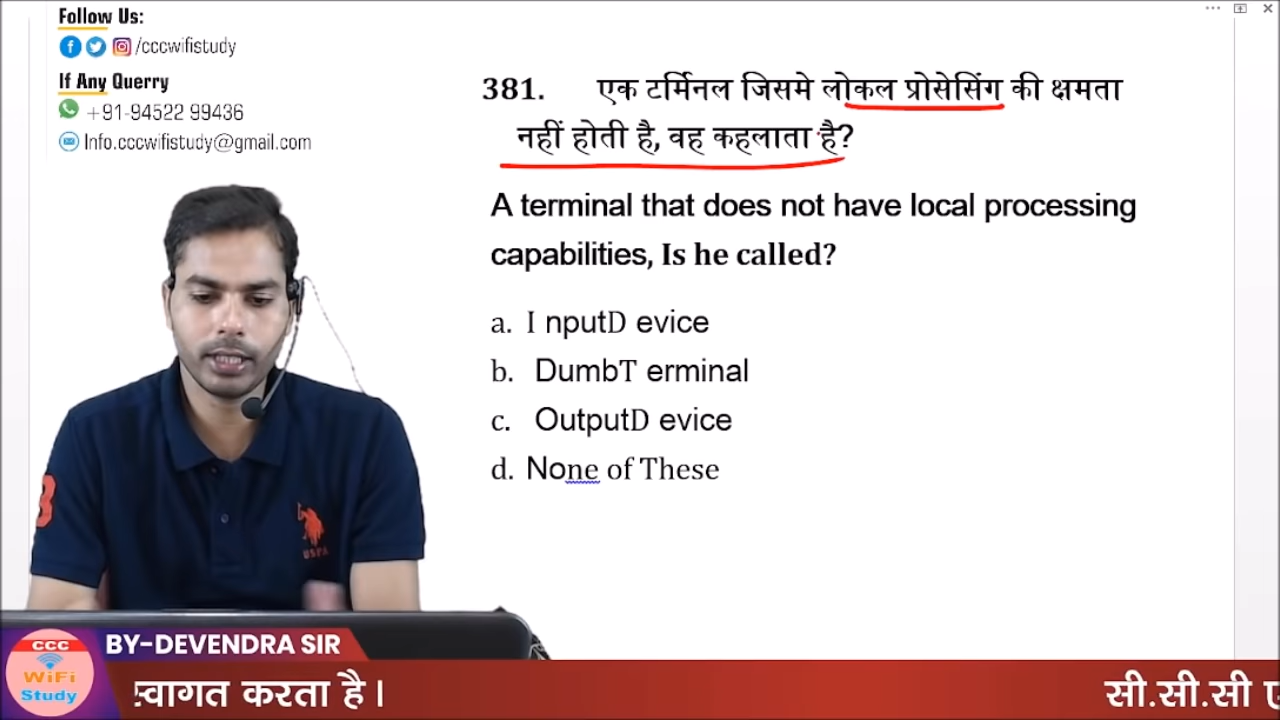 Follow Us:
/cccwifistudy
If Any Querry
+91-94522 99436
Info.cccwifistudy@gmail.com
381. एक टर्मिनल जिसमे लोकल प्रोसेसिंग की क्षमता
नहीं होती है, वह कहलाता है?
A terminal that does not have local processing
capabilities, Is he called?
a. I nputD evice
b. DumbT erminal
c. OutputD evice
d. None of These
3
USPA
CCC
WiFi
Study
BY-DEVENDRA SIR
स्वागत करता है।
सी.सी.सी